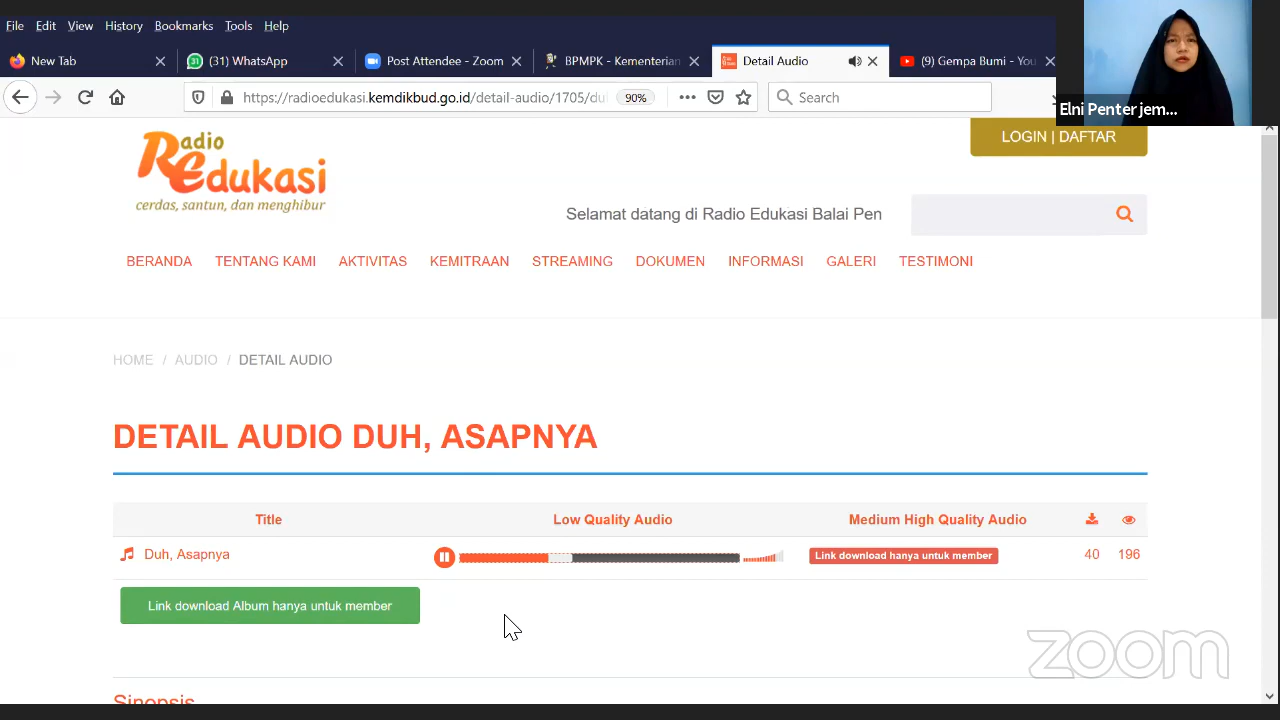 File Edit View History Bookmarks Tools Help
New Tab
31
(31) WhatsApp
Post Attendee - Zoom
BPMPK - Kementerian
Detail Audio
(9) Gempa Bumi - You
https://radioedukasi.kemdikbud.go.id/detail-audio/1705/du
90%
Search
Elni Penterjem...
Radio
Edukasi
cerdas, santun, dan menghibur
LOGIN | DAFTAR
Selamat datang di Radio Edukasi Balai Pen
BERANDA TENTANG KAMI AKTIVITAS KEMITRAAN STREAMING DOKUMEN INFORMASI GALERI TESTIMONI
HOME / AUDIO / DETAIL AUDIO
DETAIL AUDIO DUH, ASAPNYA
Title Low Quality Audio Medium High Quality Audio
Duh, Asapnya Link download hanya untuk member 40 196
Link download Album hanya untuk member
zoom
Sinopsis